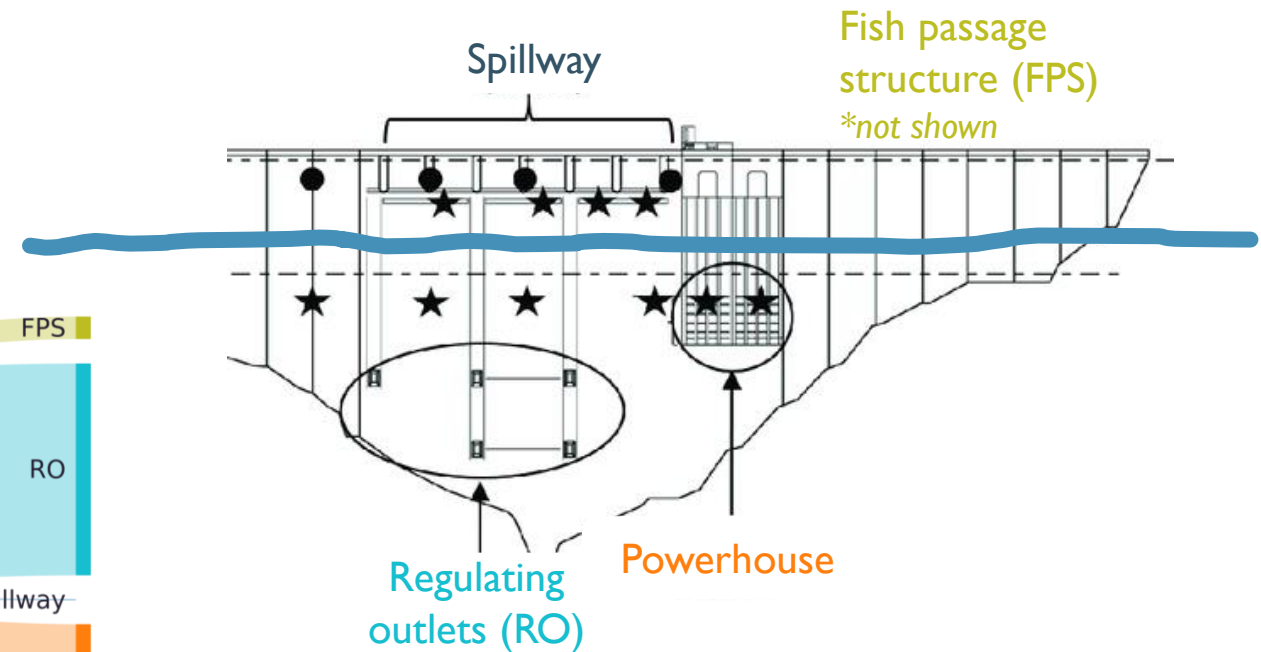 Fish passage
structure (FPS)
*not shown
Spillway
FPS
RO
llway
Powerhouse
Regulating
outlets (RO)